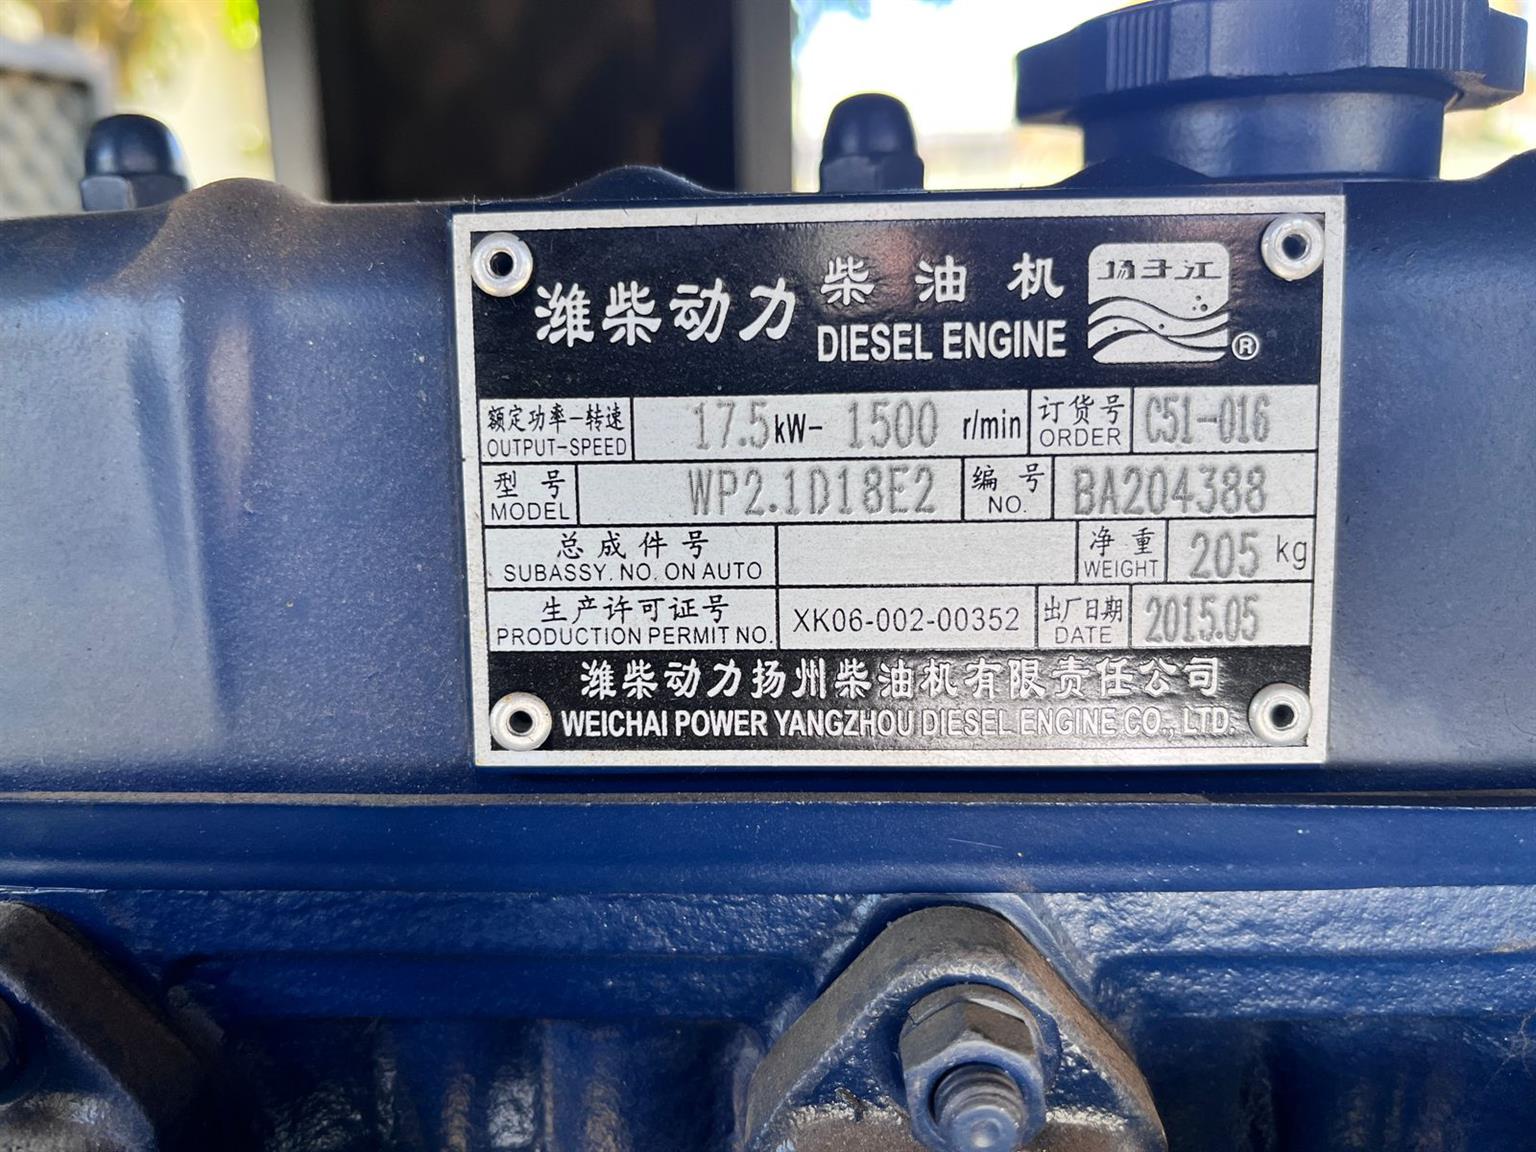 潍柴动力 柴油机 扬子江
DIESEL ENGINE ®
额定功率-转速 17.5kW- 1500 r/min 订货号 C51-016
OUTPUT-SPEED ORDER
型号 WP2.1D18E2 编号 BA204388
MODEL NO.
总成件号 净重 205 kg
SUBASSY. NO. ON AUTO WEIGHT
生产许可证号 XK06-002-00352 出厂日期 2015.05
PRODUCTION PERMIT NO. DATE
潍柴动力扬州柴油机有限责任公司
WEICHAI POWER YANGZHOU DIESEL ENGINE CO., LTD.